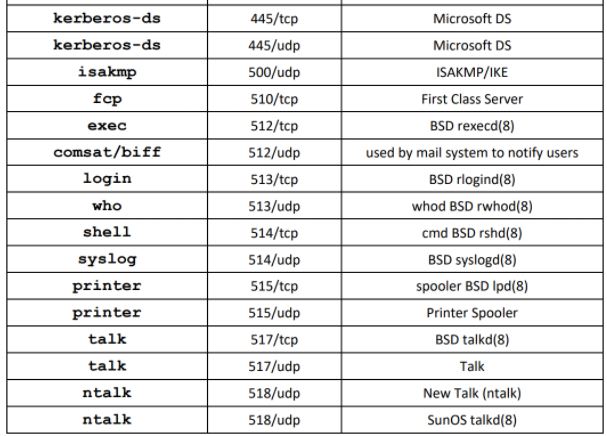 kerberos-ds 445/tcp Microsoft DS
kerberos-ds 445/udp Microsoft DS
isakmp 500/udp ISAKMP/IKE
fcp 510/tcp First Class Server
exec 512/tcp BSD rexecd(8)
comsat/biff 512/udp used by mail system to notify users
login 513/tcp BSD rlogind(8)
who 513/udp whod BSD rwhod(8)
shell 514/tcp cmd BSD rshd(8)
syslog 514/udp BSD syslogd(8)
printer 515/tcp spooler BSD lpd(8)
printer 515/udp Printer Spooler
talk 517/tcp BSD talkd(8)
talk 517/udp Talk
ntalk 518/udp New Talk (ntalk)
ntalk 518/udp SunOS talkd(8)